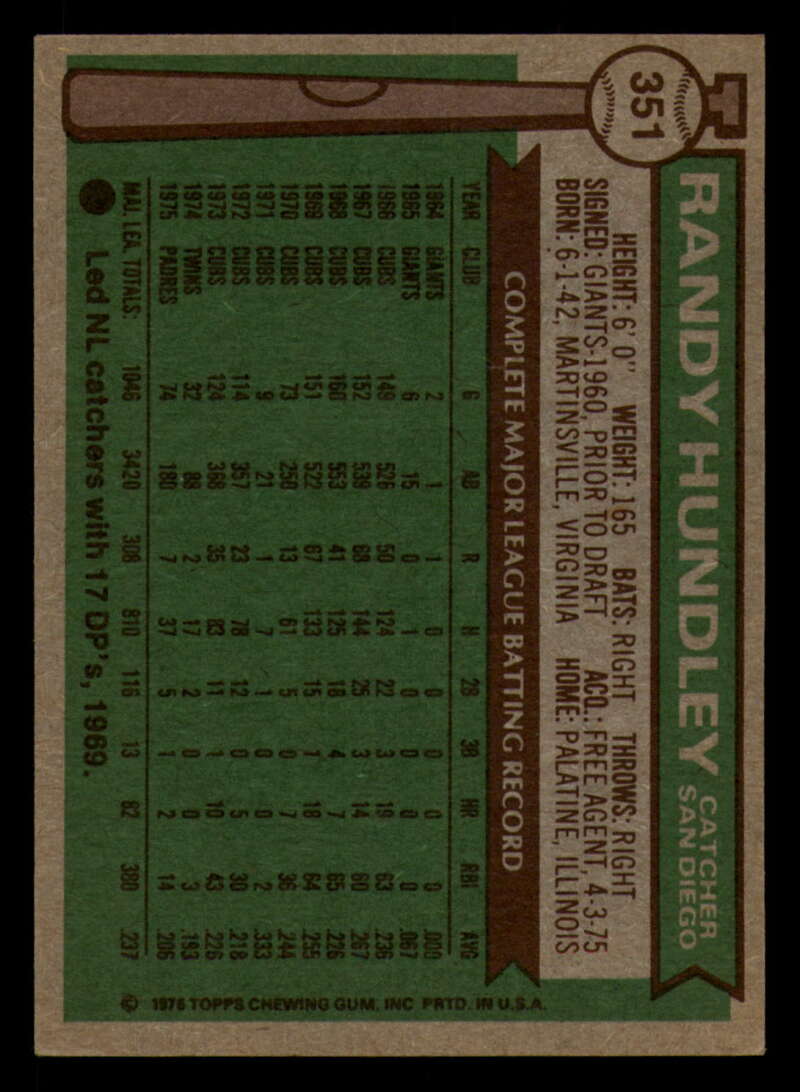 351
RANDY HUNDLEY CATCHER SAN DIEGO
HEIGHT: 6' 0" WEIGHT: 165 BATS: RIGHT THROWS: RIGHT
SIGNED: GIANTS-1960, PRIOR TO DRAFT ACQ.: FREE AGENT, 4-3-75
BORN: 6-1-42, MARTINSVILLE, VIRGINIA HOME: PALATINE, ILLINOIS
COMPLETE MAJOR LEAGUE BATTING RECORD
YEAR CLUB G AB R H 2B 3B HR RBI AVG
1964 GIANTS 2 1 1 0 0 0 0 0 .000
1965 GIANTS 6 15 0 1 0 0 0 0 .067
1966 CUBS 149 526 50 124 22 3 19 63 .236
1967 CUBS 152 539 68 144 25 3 14 60 .267
1968 CUBS 160 553 41 125 18 4 7 65 .226
1969 CUBS 151 522 67 133 15 1 18 64 .255
1970 CUBS 73 250 13 61 5 0 7 36 .244
1971 CUBS 9 21 1 7 1 0 0 2 .333
1972 CUBS 114 357 23 78 12 0 5 30 .218
1973 CUBS 124 368 35 83 11 1 10 43 .226
1974 TWINS 32 88 2 17 2 0 0 3 .193
1975 PADRES 74 180 7 37 5 1 2 14 .206
MAJ. LEA. TOTALS: 1046 3420 308 810 116 13 82 380 .237
Led NL catchers with 17 DP's, 1969.
© 1976 TOPPS CHEWING GUM, INC PRTD. IN U.S.A.